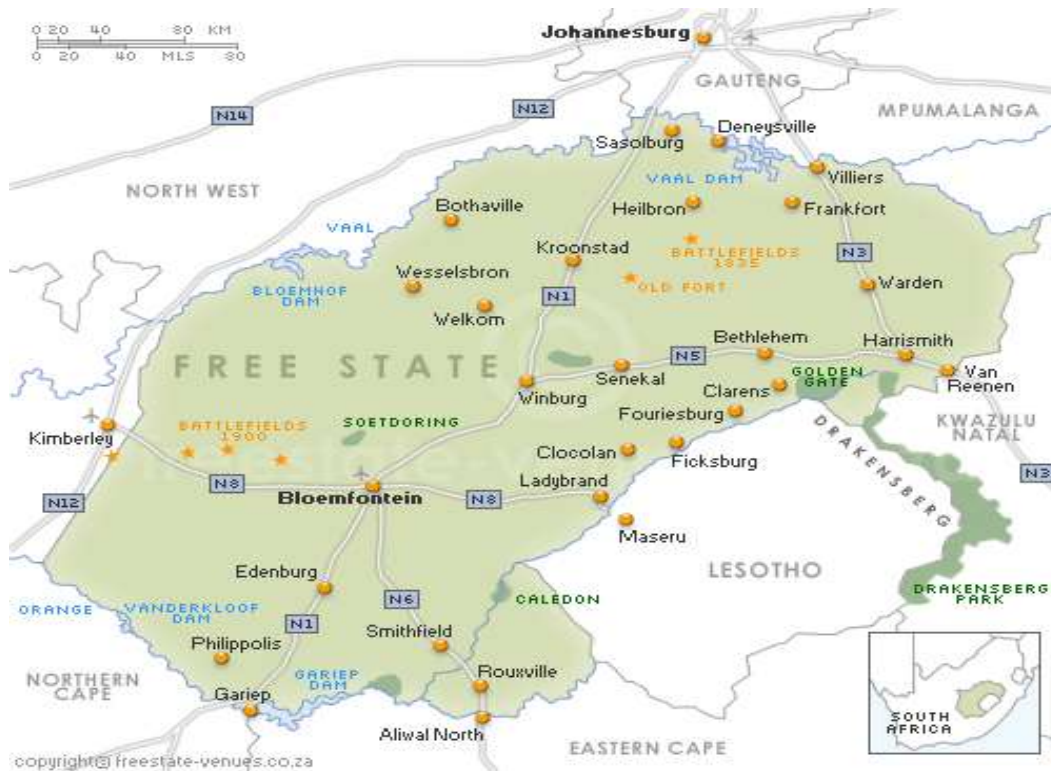 0 20 40 80 KM
0 20 40 MLS 80
Johannesburg
GAUTENG
MPUMALANGA
N14
N12
Sasolburg
Deneysville
NORTH WEST
VAAL DAM
Villiers
Bothaville
Heilbron
Frankfort
VAAL
Kroonstad
BATTLEFIELDS
1835
N3
Wesselsbron
OLD FORT
Warden
BLOEMHOF
DAM
N1
Welkom
Bethlehem
Harrismith
FREE STATE
N5
Senekal
GOLDEN
GATE
Van
Reenen
Winburg
Clarens
Fouriesburg
SOETDORING
KWAZULU
NATAL
Kimberley
BATTLEFIELDS
1900
Clocolan
Ficksburg
DRAKENSBERG
N3
N8
Ladybrand
N12
Bloemfontein
N8
Maseru
LESOTHO
Edenburg
DRAKENSBERG
PARK
ORANGE
VANDERKLOOF
DAM
N6
CALEDON
N1
Smithfield
Philippolis
NORTHERN
CAPE
GARIEP
DAM
Rouxville
Gariep
SOUTH
AFRICA
Aliwal North
EASTERN CAPE
copyright© freestate-venues.co.za